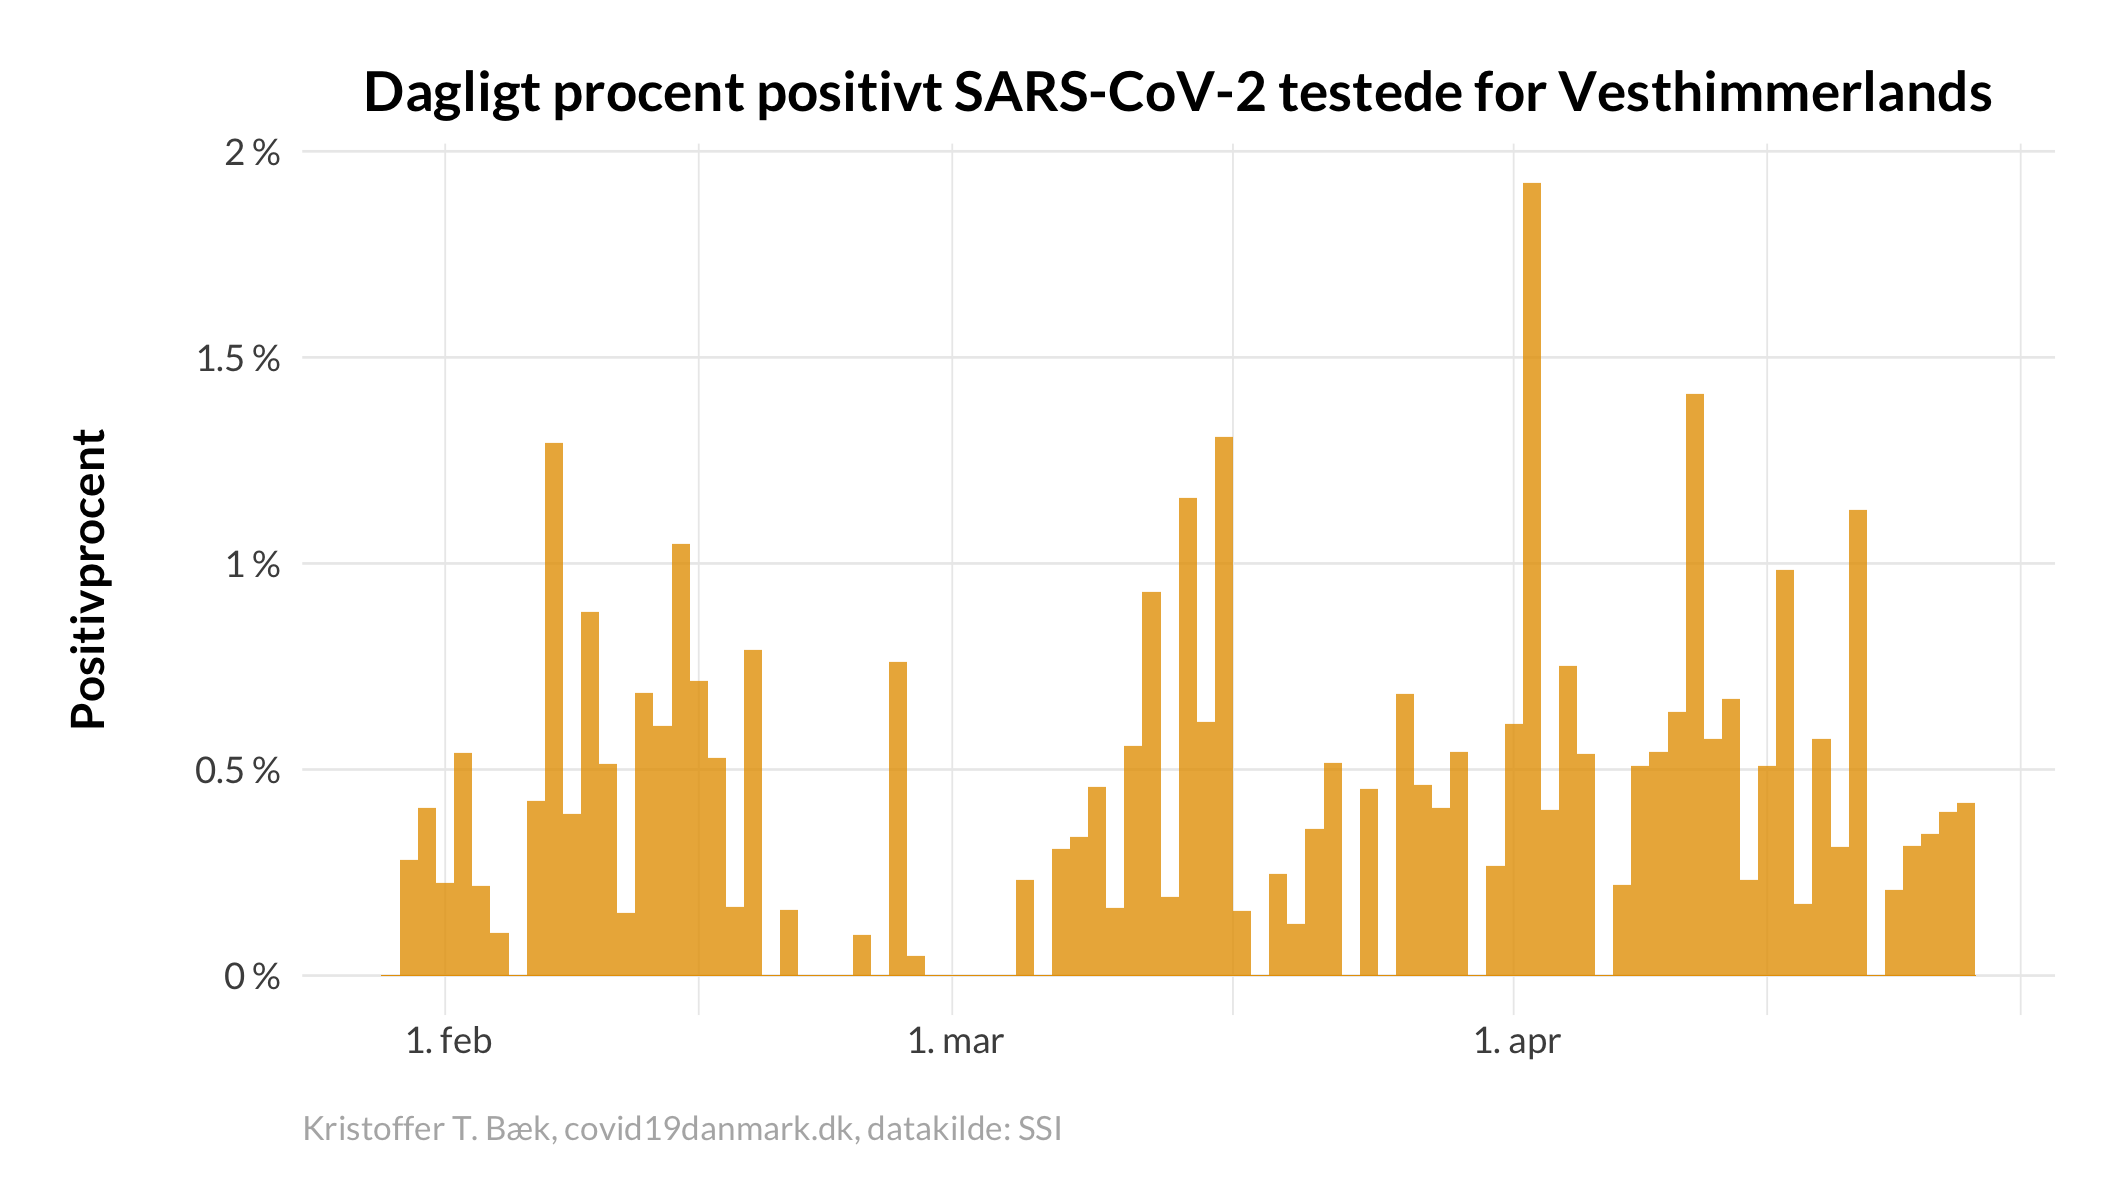 Dagligt procent positivt SARS-CoV-2 testede for Vesthimmerlands
Positivprocent
2 %
1.5 %
1 %
0.5 %
0 %
1. feb
1. mar
1. apr
Kristoffer T. Bæk, covid19danmark.dk, datakilde: SSI